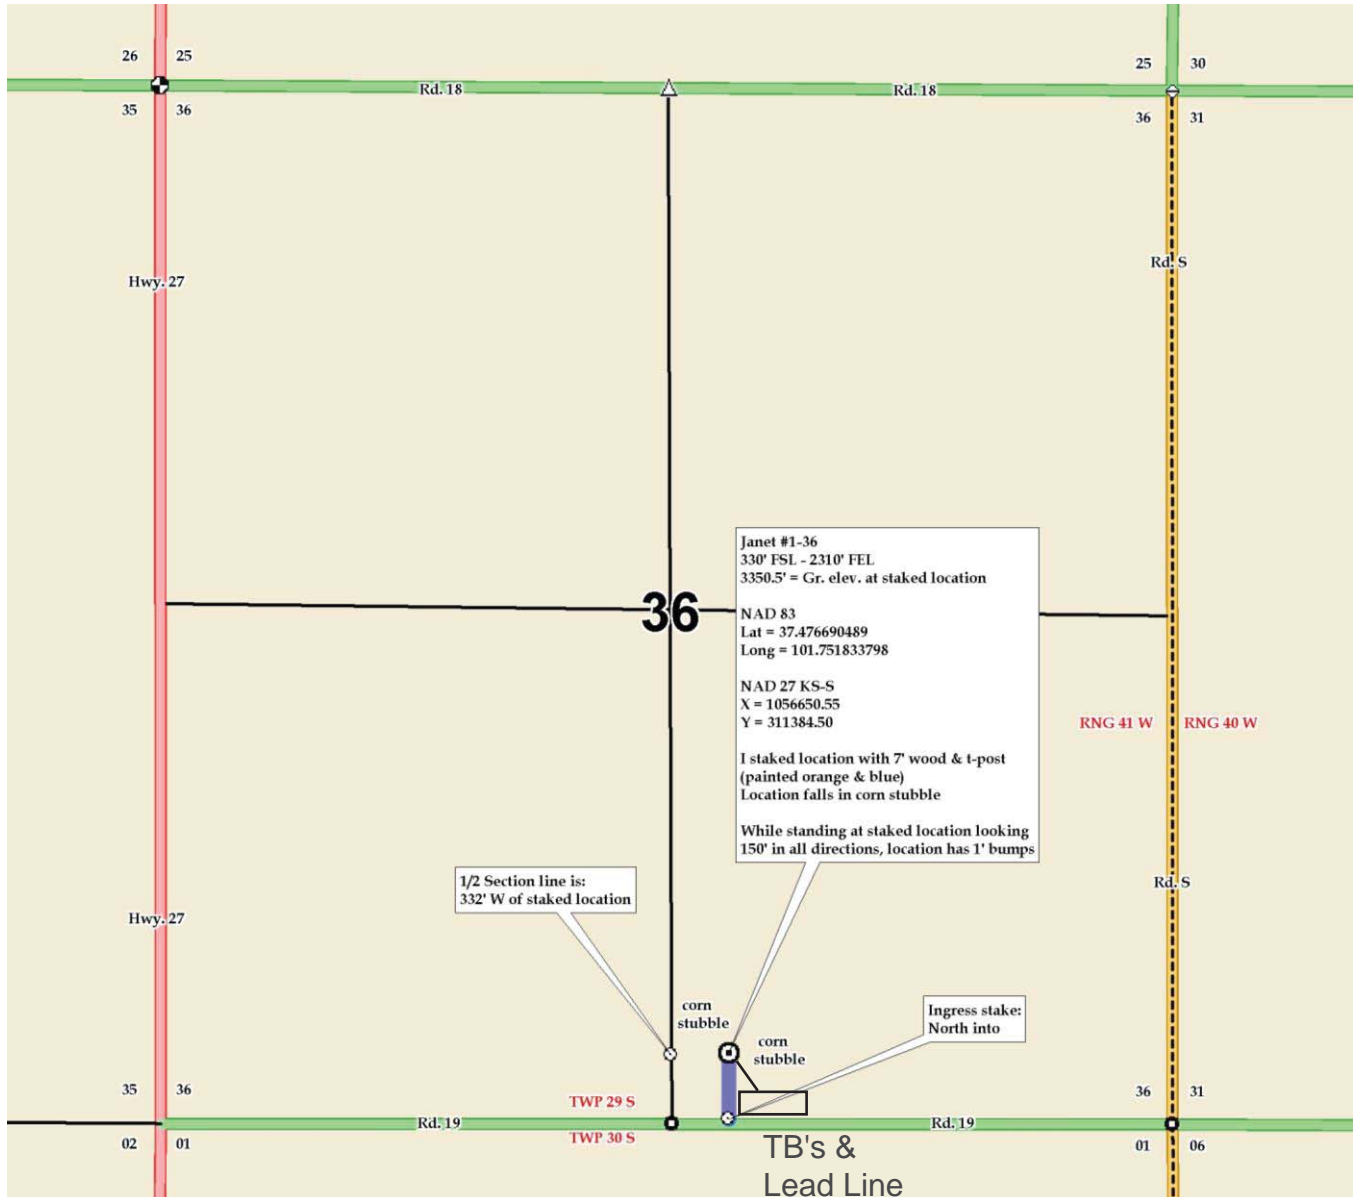 26 25
25 30
Rd. 18
Rd. 18
35 36
36 31
Rd. S
Hwy. 27
Janet #1-36
330' FSL - 2310' FEL
3350.5' = Gr. elev. at staked location
NAD 83
Lat = 37.476690489
Long = 101.751833798
NAD 27 KS-S
X = 1056650.55
Y = 311384.50
I staked location with 7' wood & t-post
(painted orange & blue)
Location falls in corn stubble
While standing at staked location looking
150' in all directions, location has 1' bumps
36
RNG 41 W RNG 40 W
1/2 Section line is:
332' W of staked location
Rd. S
Hwy. 27
corn
stubble
Ingress stake:
North into
corn
stubble
35 36
36 31
TWP 29 S
Rd. 19
Rd. 19
TWP 30 S
02 01
01 06
TB's &
Lead Line